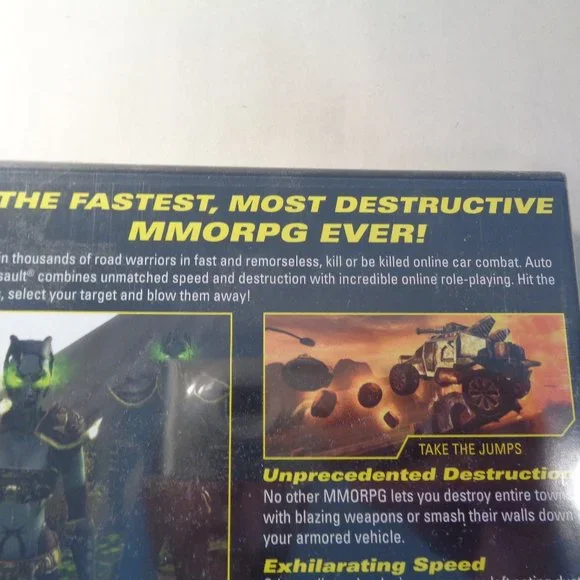 THE FASTEST, MOST DESTRUCTIVE
MMORPG EVER!
in thousands of road warriors in fast and remorseless, kill or be killed online car combat. Auto
sault® combines unmatched speed and destruction with incredible online role-playing. Hit the
, select your target and blow them away!
TAKE THE JUMPS
Unprecedented Destruction
No other MMORPG lets you destroy entire town
with blazing weapons or smash their walls down
your armored vehicle.
Exhilarating Speed